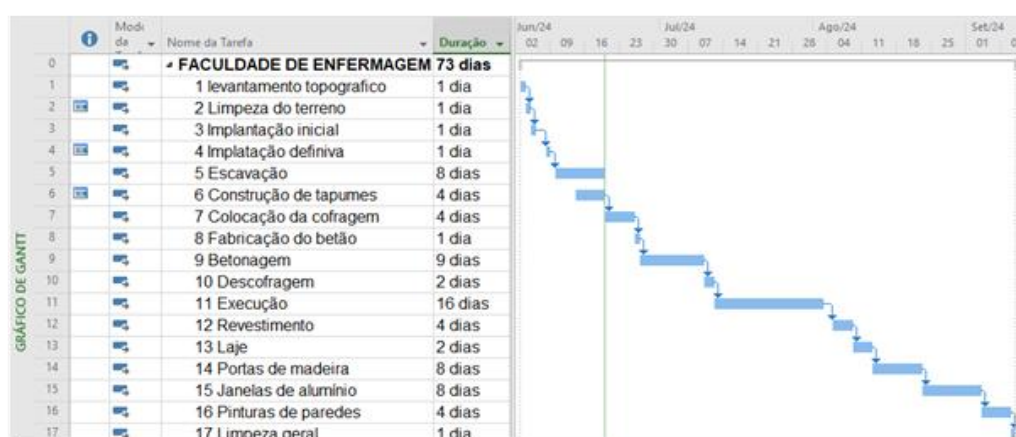 Modo Jun/24 Jul/24 Ago/24 Set/24
da Nome da Tarefa Duração 02 09 16 23 30 07 14 21 28 04 11 18 25 01
0 FACULDADE DE ENFERMAGEM 73 dias
1 1 levantamento topografico 1 dia
2 2 Limpeza do terreno 1 dia
3 3 Implantação inicial 1 dia
4 4 Implatação definiva 1 dia
5 5 Escavação 8 dias
6 6 Construção de tapumes 4 dias
7 7 Colocação da cofragem 4 dias
8 8 Fabricação do betão 1 dia
9 9 Betonagem 9 dias
10 10 Descofragem 2 dias
11 11 Execução 16 dias
12 12 Revestimento 4 dias
13 13 Laje 2 dias
14 14 Portas de madeira 8 dias
15 15 Janelas de alumínio 8 dias
16 16 Pinturas de paredes 4 dias
17 17 Limpeza geral 1 dia
GRÁFICO DE GANTT